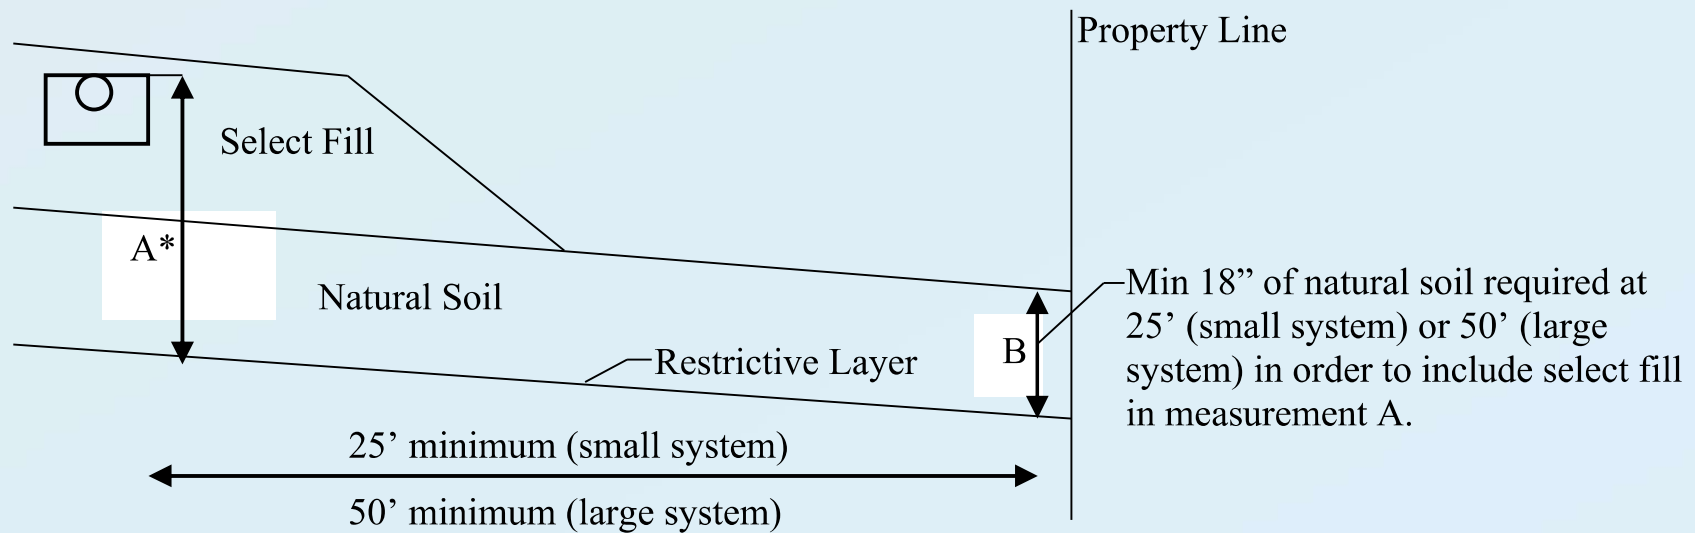 Property Line
Select Fill
A*
Natural Soil
Min 18” of natural soil required at
25’ (small system) or 50’ (large
system) in order to include select fill
in measurement A.
B
Restrictive Layer
25’ minimum (small system)
50’ minimum (large system)